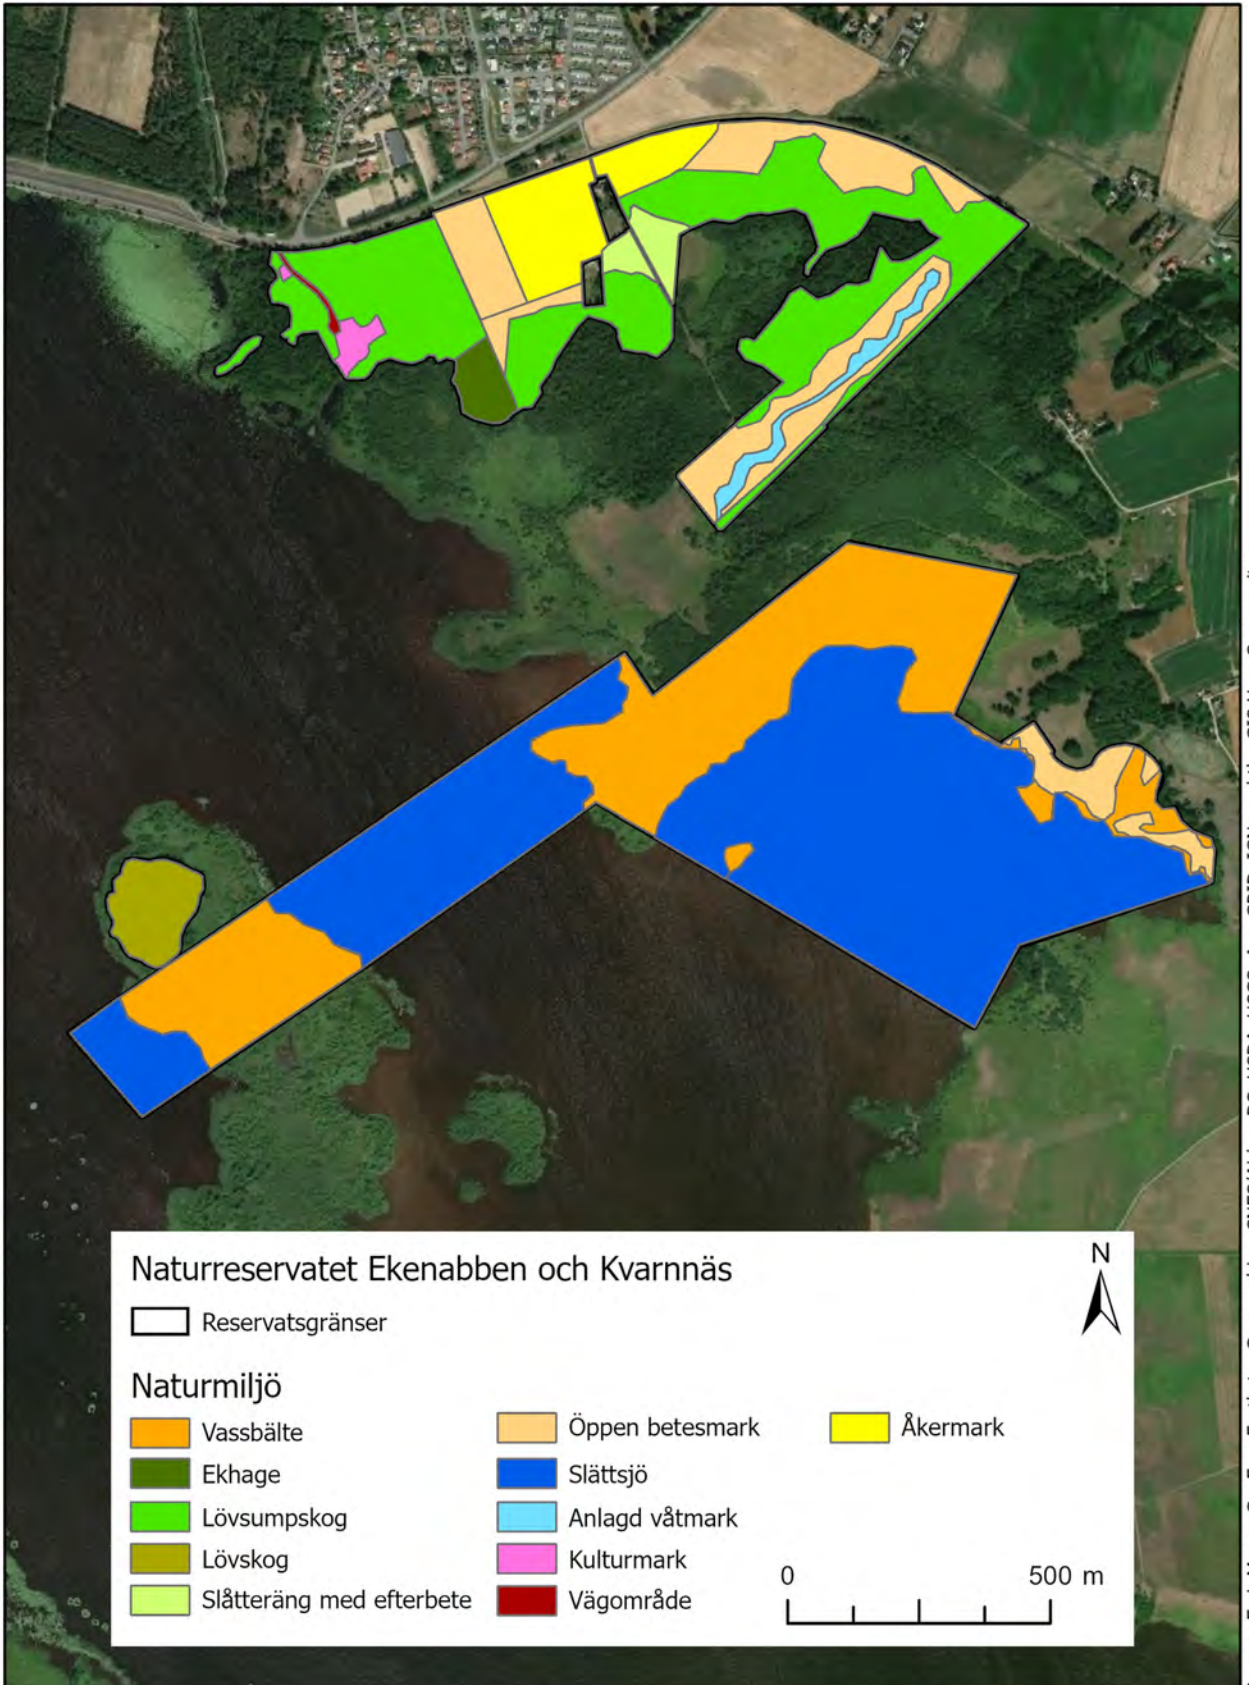 Naturreservatet Ekenabben och Kvarnnäs
N
Reservatsgränser
Naturmiljö
Vassbälte
Ekhage
Lövsumpskog
Lövskog
Slåtteräng med efterbete
Öppen betesmark
Slättsjö
Anlagd våtmark
Kulturmark
Vägområde
Åkermark
0 500 m